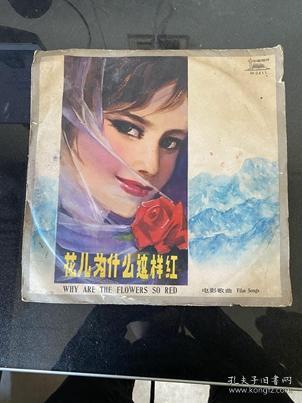 M-2411
花儿为什么这样红
WHY ARE THE FLOWERS SO RED
电影歌曲 Film Songs
孔夫子旧书网
www.kongfz.com